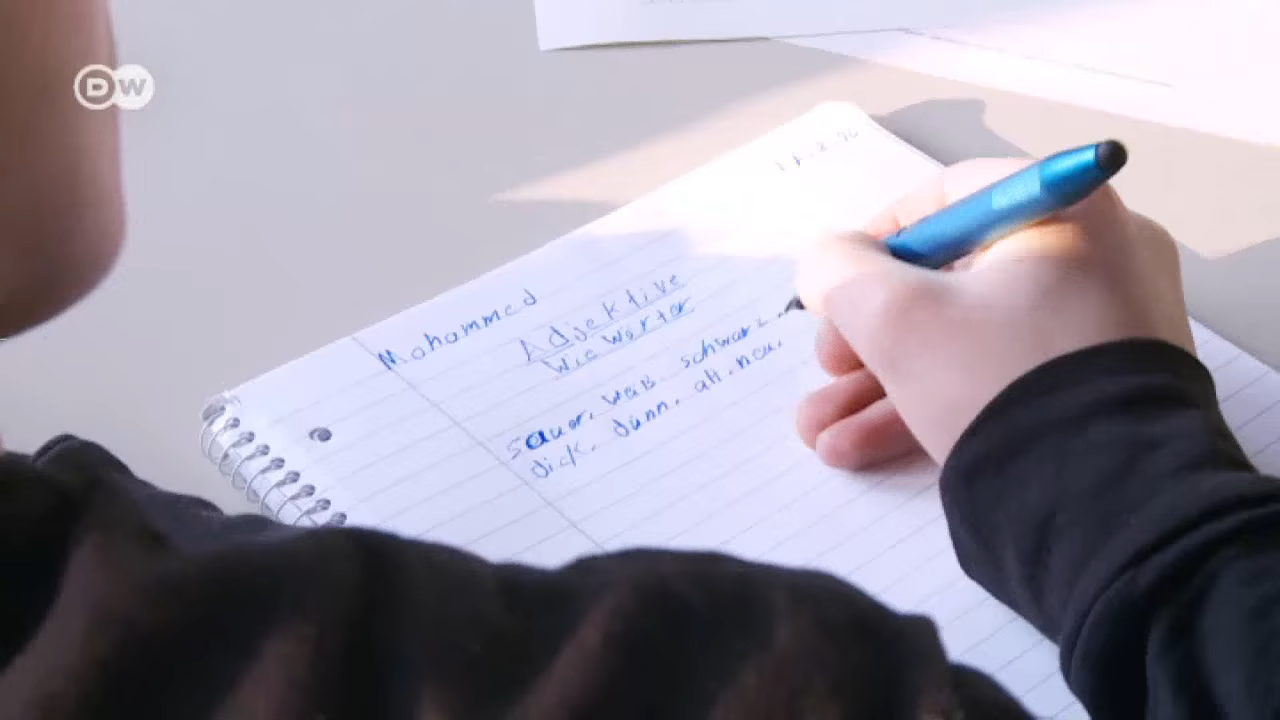 DW
Mohammed
Adjektive
Wie Wörter
sauer, weiß, schwarz,
dick, dünn, alt, neu,